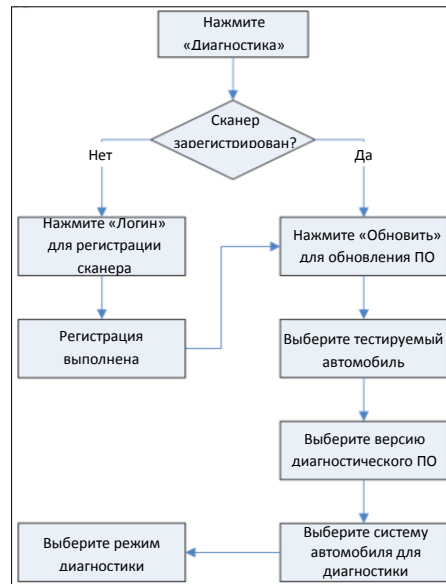 Нажмите
«Диагностика»
Сканер
зарегистрирован?
Нет
Да
Нажмите «Логин»
для регистрации
сканера
Нажмите «Обновить»
для обновления ПО
Регистрация
выполнена
Выберите тестируемый
автомобиль
Выберите версию
диагностического ПО
Выберите систему
автомобиля для
диагностики
Выберите режим
диагностики